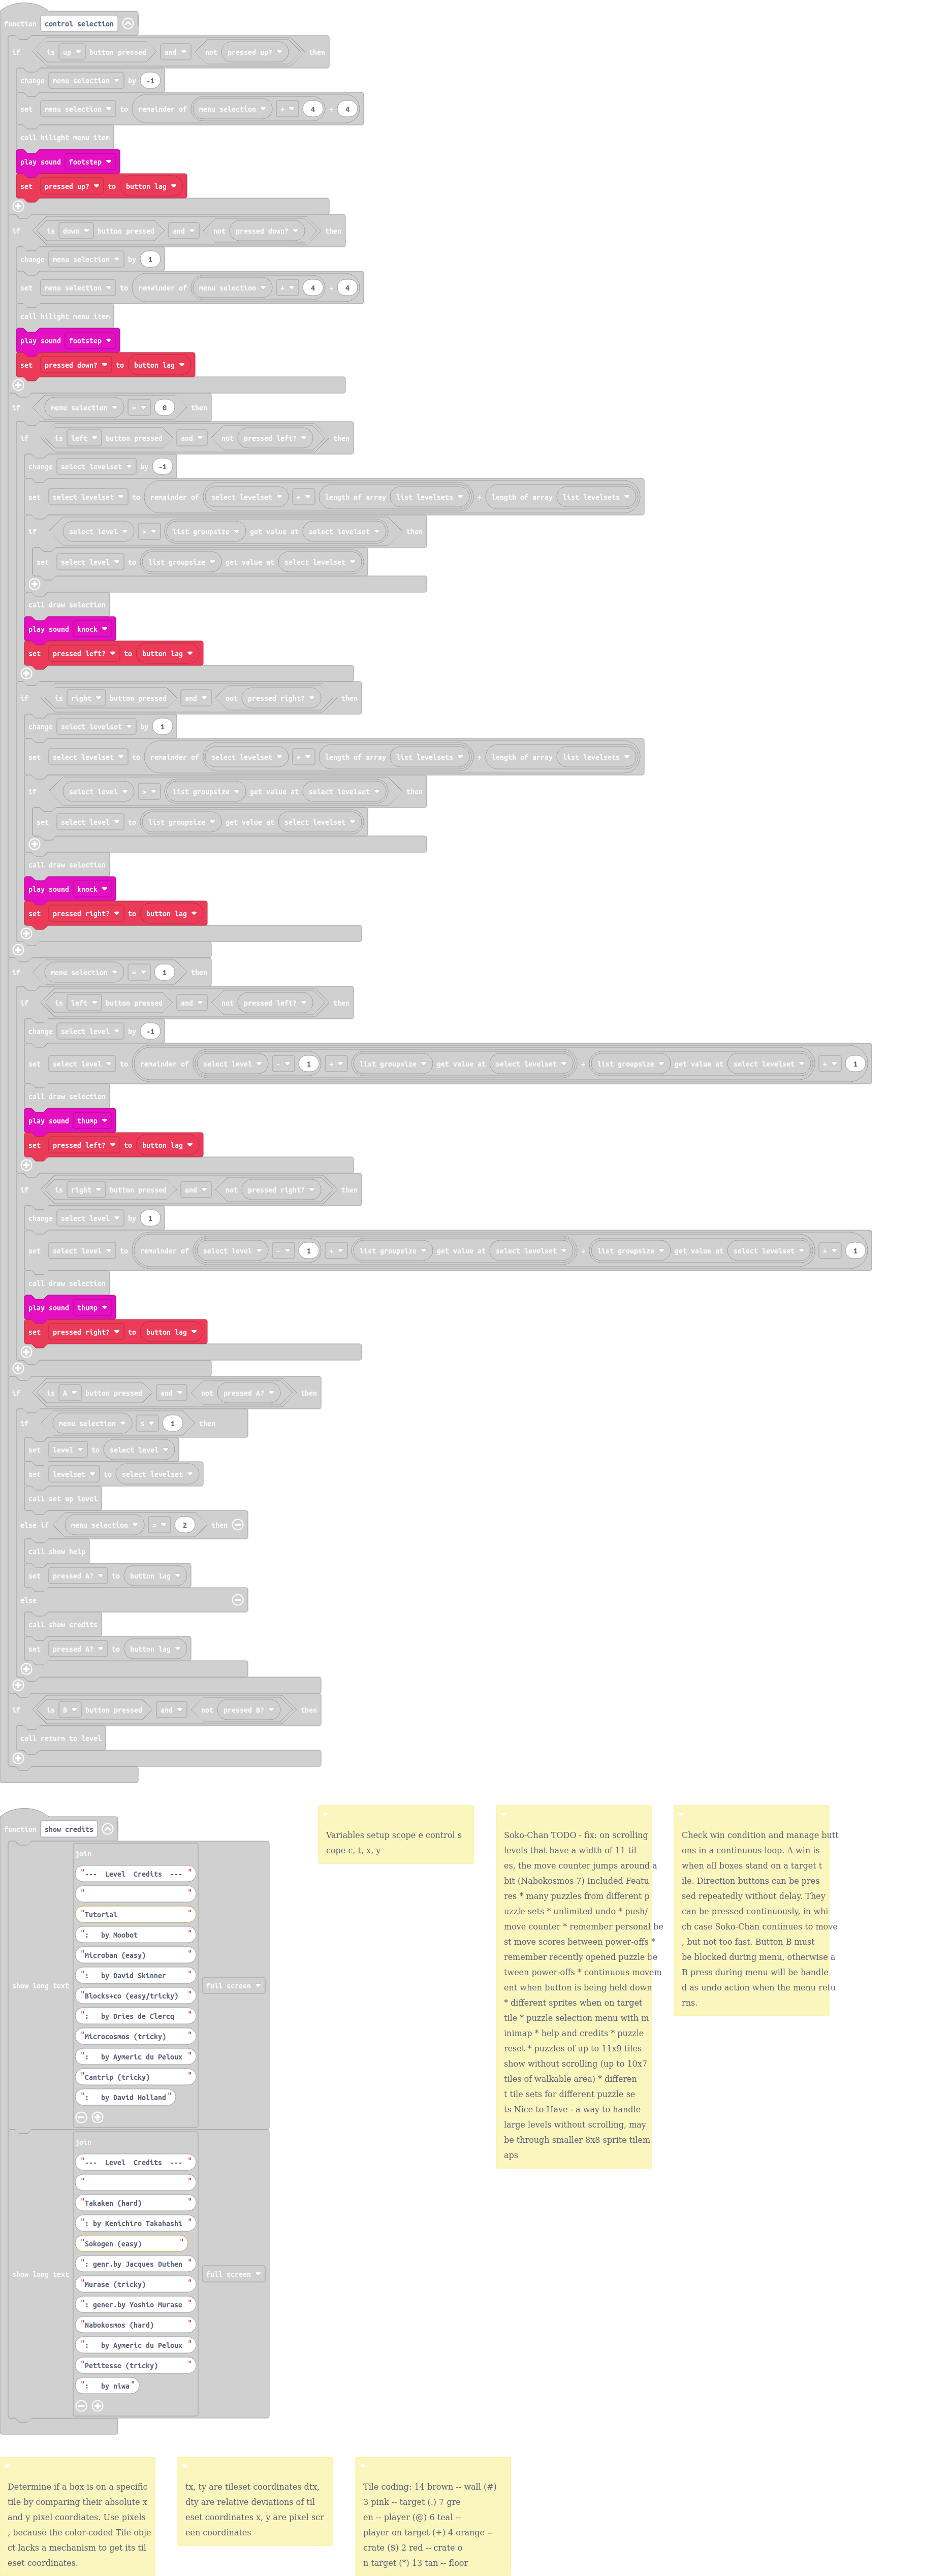 function control selection
if is up button pressed and not pressed up? then
change menu selection by -1
set menu selection to remainder of menu selection + 4 ÷ 4
call hilight menu item
play sound footstep
set pressed up? to button lag
if is down button pressed and not pressed down? then
change menu selection by 1
set menu selection to remainder of menu selection + 4 ÷ 4
call hilight menu item
play sound footstep
set pressed down? to button lag
if menu selection = 0 then
if is left button pressed and not pressed left? then
change select levelset by -1
set select levelset to remainder of select levelset + length of array list levelsets ÷ length of array list levelsets
if select level > list groupsize get value at select levelset then
set select level to list groupsize get value at select levelset
call draw selection
play sound knock
set pressed left? to button lag
if is right button pressed and not pressed right? then
change select levelset by 1
set select levelset to remainder of select levelset + length of array list levelsets ÷ length of array list levelsets
if select level > list groupsize get value at select levelset then
set select level to list groupsize get value at select levelset
call draw selection
play sound knock
set pressed right? to button lag
if menu selection = 1 then
if is left button pressed and not pressed left? then
change select level by -1
set select level to remainder of select level - 1 + list groupsize get value at select levelset ÷ list groupsize get value at select levelset + 1
call draw selection
play sound thump
set pressed left? to button lag
if is right button pressed and not pressed right? then
change select level by 1
set select level to remainder of select level - 1 + list groupsize get value at select levelset ÷ list groupsize get value at select levelset + 1
call draw selection
play sound thump
set pressed right? to button lag
if is A button pressed and not pressed A? then
if menu selection ≤ 1 then
set level to select level
set levelset to select levelset
call set up level
else if menu selection = 2 then
call show help
set pressed A? to button lag
else
call show credits
set pressed A? to button lag
if is B button pressed and not pressed B? then
call return to level
function show credits
show long text
join
"--- Level Credits --- "
" "
"Tutorial "
": by Moobot "
"Microban (easy) "
": by David Skinner "
"Blocks+co (easy/tricky) "
": by Dries de Clercq "
"Microcosmos (tricky) "
": by Aymeric du Peloux "
"Cantrip (tricky) "
": by David Holland"
full screen
show long text
join
"--- Level Credits --- "
" "
"Takaken (hard) "
": by Kenichiro Takahashi "
"Sokogen (easy) "
": genr.by Jacques Duthen "
"Murase (tricky) "
": gener.by Yoshio Murase "
"Nabokosmos (hard) "
": by Aymeric du Peloux "
"Petitesse (tricky) "
": by niwa"
full screen
Variables setup scope e control s
cope c, t, x, y
Soko-Chan TODO - fix: on scrolling
levels that have a width of 11 til
es, the move counter jumps around a
bit (Nabokosmos 7) Included Featu
res * many puzzles from different p
uzzle sets * unlimited undo * push/
move counter * remember personal be
st move scores between power-offs *
remember recently opened puzzle be
tween power-offs * continuous movem
ent when button is being held down
* different sprites when on target
tile * puzzle selection menu with m
inimap * help and credits * puzzle
reset * puzzles of up to 11x9 tiles
show without scrolling (up to 10x7
tiles of walkable area) * differen
t tile sets for different puzzle se
ts Nice to Have - a way to handle
large levels without scrolling, may
be through smaller 8x8 sprite tilem
aps
Check win condition and manage butt
ons in a continuous loop. A win is
when all boxes stand on a target t
ile. Direction buttons can be pres
sed repeatedly without delay. They
can be pressed continuously, in whi
ch case Soko-Chan continues to move
, but not too fast. Button B must
be blocked during menu, otherwise a
B press during menu will be handle
d as undo action when the menu retu
rns.
Determine if a box is on a specific
tile by comparing their absolute x
and y pixel coordiates. Use pixels
, because the color-coded Tile obje
ct lacks a mechanism to get its til
eset coordinates.
tx, ty are tileset coordinates dtx,
dty are relative deviations of til
eset coordinates x, y are pixel scr
een coordinates
Tile coding: 14 brown -- wall (#)
3 pink -- target (.) 7 gre
en -- player (@) 6 teal --
player on target (+) 4 orange --
crate ($) 2 red -- crate o
n target (*) 13 tan -- floor